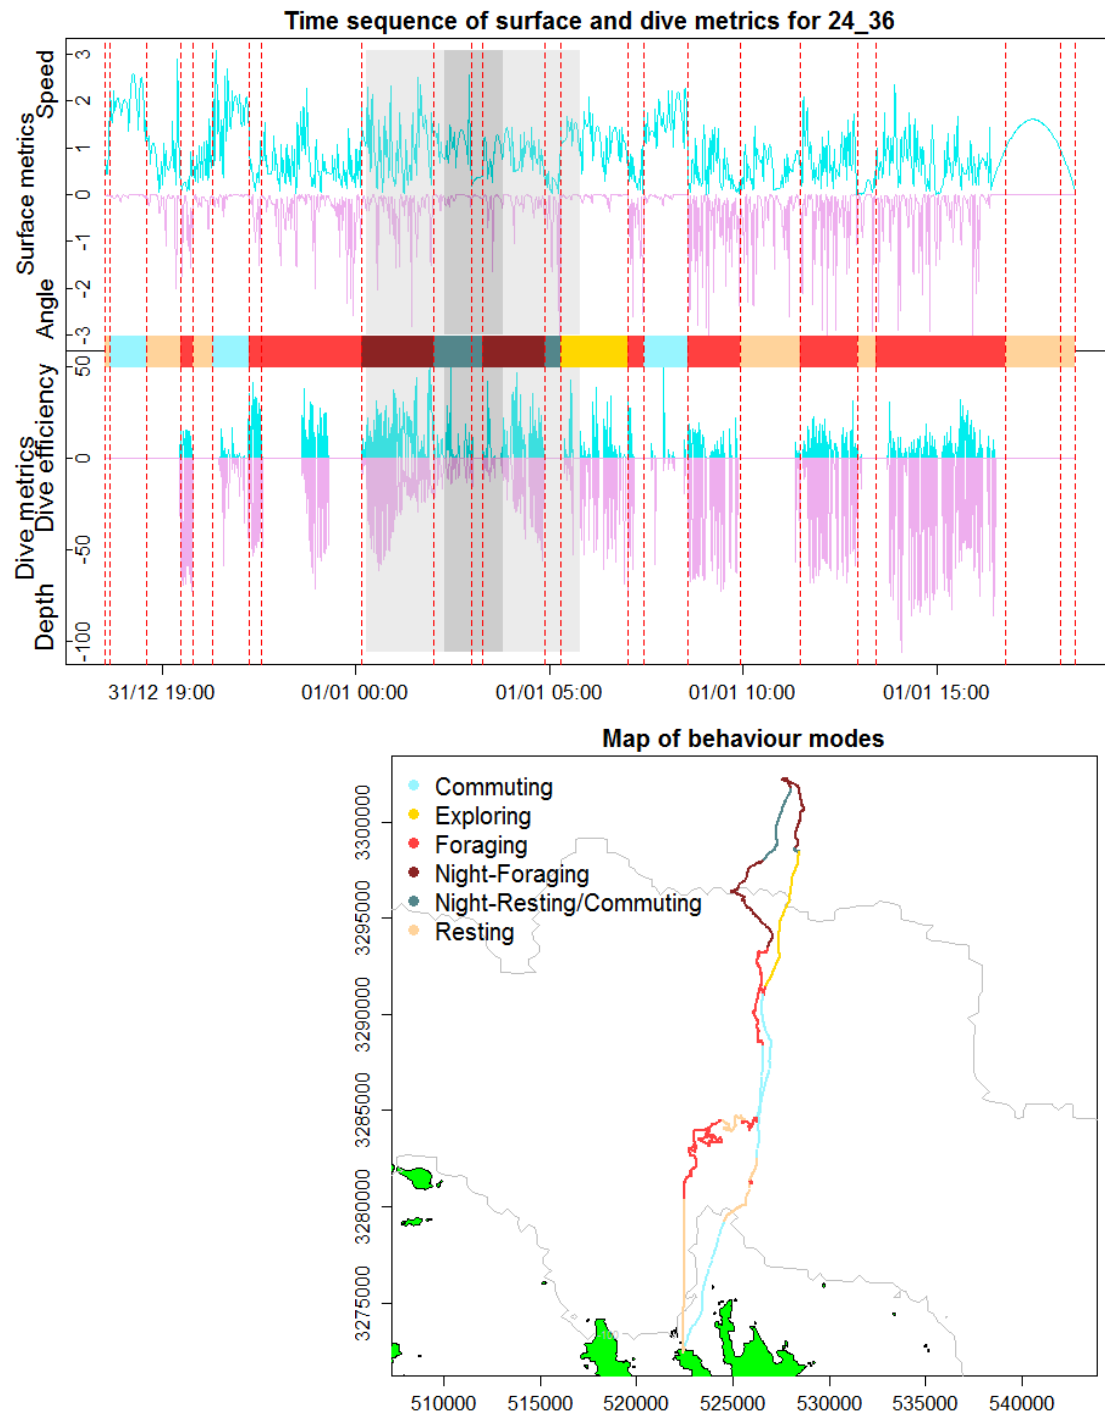 Time sequence of surface and dive metrics for 24_36
Surface metrics
Angle Speed
3
2
1
0
-1
-2
-3
Dive metrics
Depth Dive efficiency
50
0
-50
-100
31/12 19:00 01/01 00:00 01/01 05:00 01/01 10:00 01/01 15:00
Map of behaviour modes
Commuting
Exploring
Foraging
Night-Foraging
Night-Resting/Commuting
Resting
3300000
3295000
3290000
3285000
3280000
3275000
510000 515000 520000 525000 530000 535000 540000